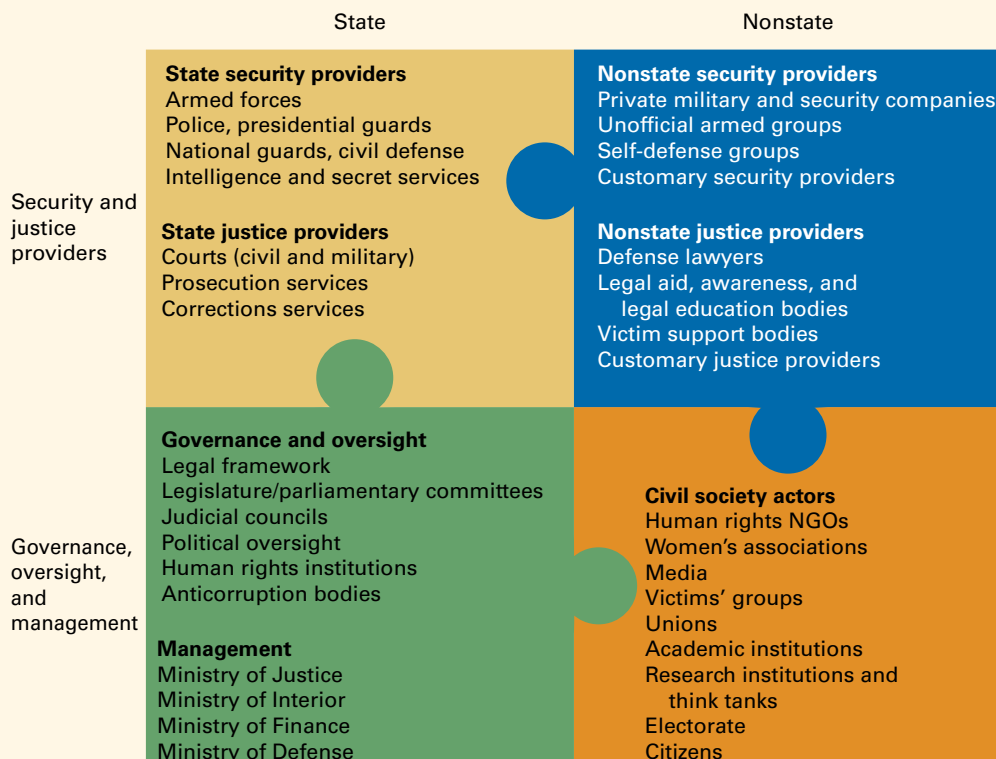 State
Nonstate
Security and
justice
providers
State security providers
Armed forces
Police, presidential guards
National guards, civil defense
Intelligence and secret services
State justice providers
Courts (civil and military)
Prosecution services
Corrections services
Nonstate security providers
Private military and security companies
Unofficial armed groups
Self-defense groups
Customary security providers
Nonstate justice providers
Defense lawyers
Legal aid, awareness, and
legal education bodies
Victim support bodies
Customary justice providers
Governance,
oversight,
and
management
Governance and oversight
Legal framework
Legislature/parliamentary committees
Judicial councils
Political oversight
Human rights institutions
Anticorruption bodies
Management
Ministry of Justice
Ministry of Interior
Ministry of Finance
Ministry of Defense
Civil society actors
Human rights NGOs
Women’s associations
Media
Victims’ groups
Unions
Academic institutions
Research institutions and
think tanks
Electorate
Citizens